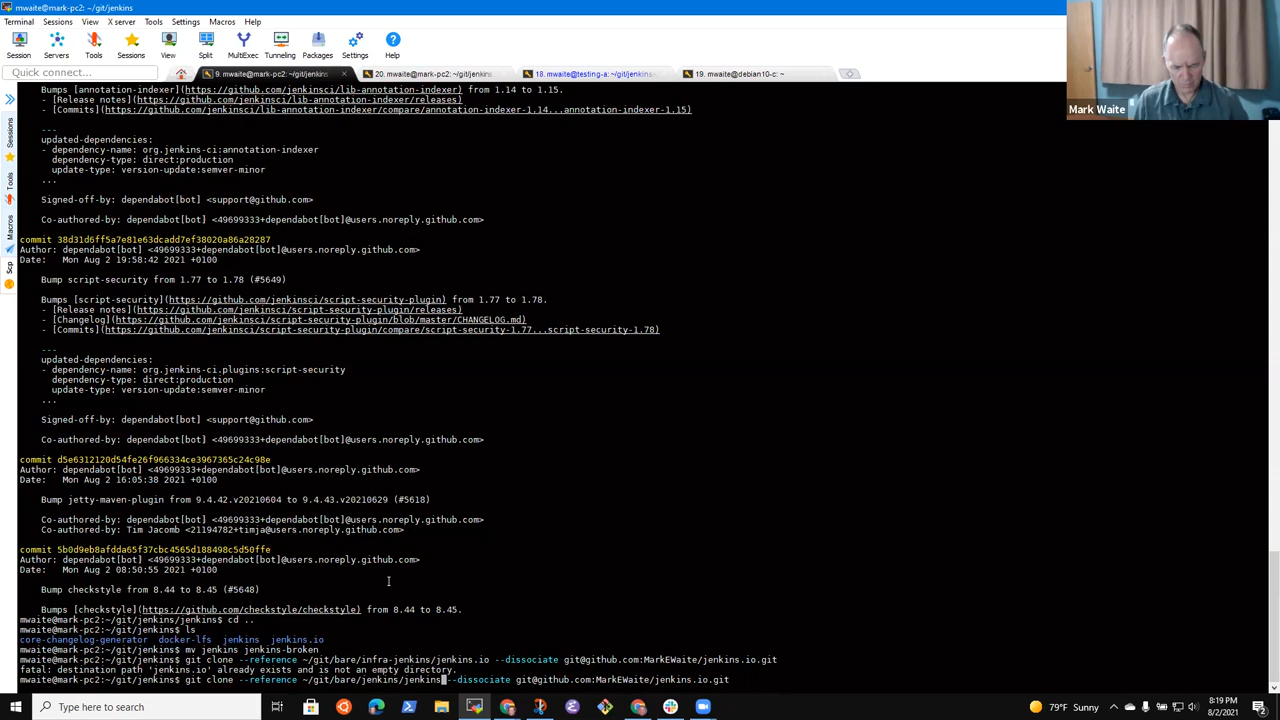 mwaite@mark-pc2: ~/git/jenkins
Terminal Sessions View X server Tools Settings Macros Help
Session Servers Tools Sessions View Split MultiExec Tunneling Packages Settings Help
Quick connect...
9. mwaite@mark-pc2: ~/git/jenkins
20. mwaite@mark-pc2: ~/git/jenkins
18. mwaite@testing-a: ~/git/jenkins-
19. mwaite@debian10-c: ~
Mark Waite
Sessions
Tools
Macros
Scp
Bumps [annotation-indexer](https://github.com/jenkinsci/lib-annotation-indexer) from 1.14 to 1.15.
- [Release notes](https://github.com/jenkinsci/lib-annotation-indexer/releases)
- [Commits](https://github.com/jenkinsci/lib-annotation-indexer/compare/annotation-indexer-1.14...annotation-indexer-1.15)
---
updated-dependencies:
- dependency-name: org.jenkins-ci:annotation-indexer
dependency-type: direct:production
update-type: version-update:semver-minor
...
Signed-off-by: dependabot[bot] <support@github.com>
Co-authored-by: dependabot[bot] <49699333+dependabot[bot]@users.noreply.github.com>
commit 38d31d6ff5a7e81e63dcadd7ef38020a86a28287
Author: dependabot[bot] <49699333+dependabot[bot]@users.noreply.github.com>
Date: Mon Aug 2 19:58:42 2021 +0100
Bump script-security from 1.77 to 1.78 (#5649)
Bumps [script-security](https://github.com/jenkinsci/script-security-plugin) from 1.77 to 1.78.
- [Release notes](https://github.com/jenkinsci/script-security-plugin/releases)
- [Changelog](https://github.com/jenkinsci/script-security-plugin/blob/master/CHANGELOG.md)
- [Commits](https://github.com/jenkinsci/script-security-plugin/compare/script-security-1.77...script-security-1.78)
---
updated-dependencies:
- dependency-name: org.jenkins-ci.plugins:script-security
dependency-type: direct:production
update-type: version-update:semver-minor
...
Signed-off-by: dependabot[bot] <support@github.com>
Co-authored-by: dependabot[bot] <49699333+dependabot[bot]@users.noreply.github.com>
commit d5e6312120d54fe26f966334ce3967365c24c98e
Author: dependabot[bot] <49699333+dependabot[bot]@users.noreply.github.com>
Date: Mon Aug 2 16:05:38 2021 +0100
Bump jetty-maven-plugin from 9.4.42.v20210604 to 9.4.43.v20210629 (#5618)
Co-authored-by: dependabot[bot] <49699333+dependabot[bot]@users.noreply.github.com>
Co-authored-by: Tim Jacomb <21194782+timja@users.noreply.github.com>
commit 5b0d9eb8afdda65f37cbc4565d188498c5d50ffe
Author: dependabot[bot] <49699333+dependabot[bot]@users.noreply.github.com>
Date: Mon Aug 2 08:50:55 2021 +0100
Bump checkstyle from 8.44 to 8.45 (#5648)
Bumps [checkstyle](https://github.com/checkstyle/checkstyle) from 8.44 to 8.45.
mwaite@mark-pc2:~/git/jenkins/jenkins$ cd ..
mwaite@mark-pc2:~/git/jenkins$ ls
core-changelog-generator docker-lfs jenkins jenkins.io
mwaite@mark-pc2:~/git/jenkins$ mv jenkins jenkins-broken
mwaite@mark-pc2:~/git/jenkins$ git clone --reference ~/git/bare/infra-jenkins/jenkins.io --dissociate git@github.com:MarkEWaite/jenkins.io.git
fatal: destination path 'jenkins.io' already exists and is not an empty directory.
mwaite@mark-pc2:~/git/jenkins$ git clone --reference ~/git/bare/jenkins/jenkins --dissociate git@github.com:MarkEWaite/jenkins.io.git
Type here to search
79°F Sunny
8:19 PM
8/2/2021